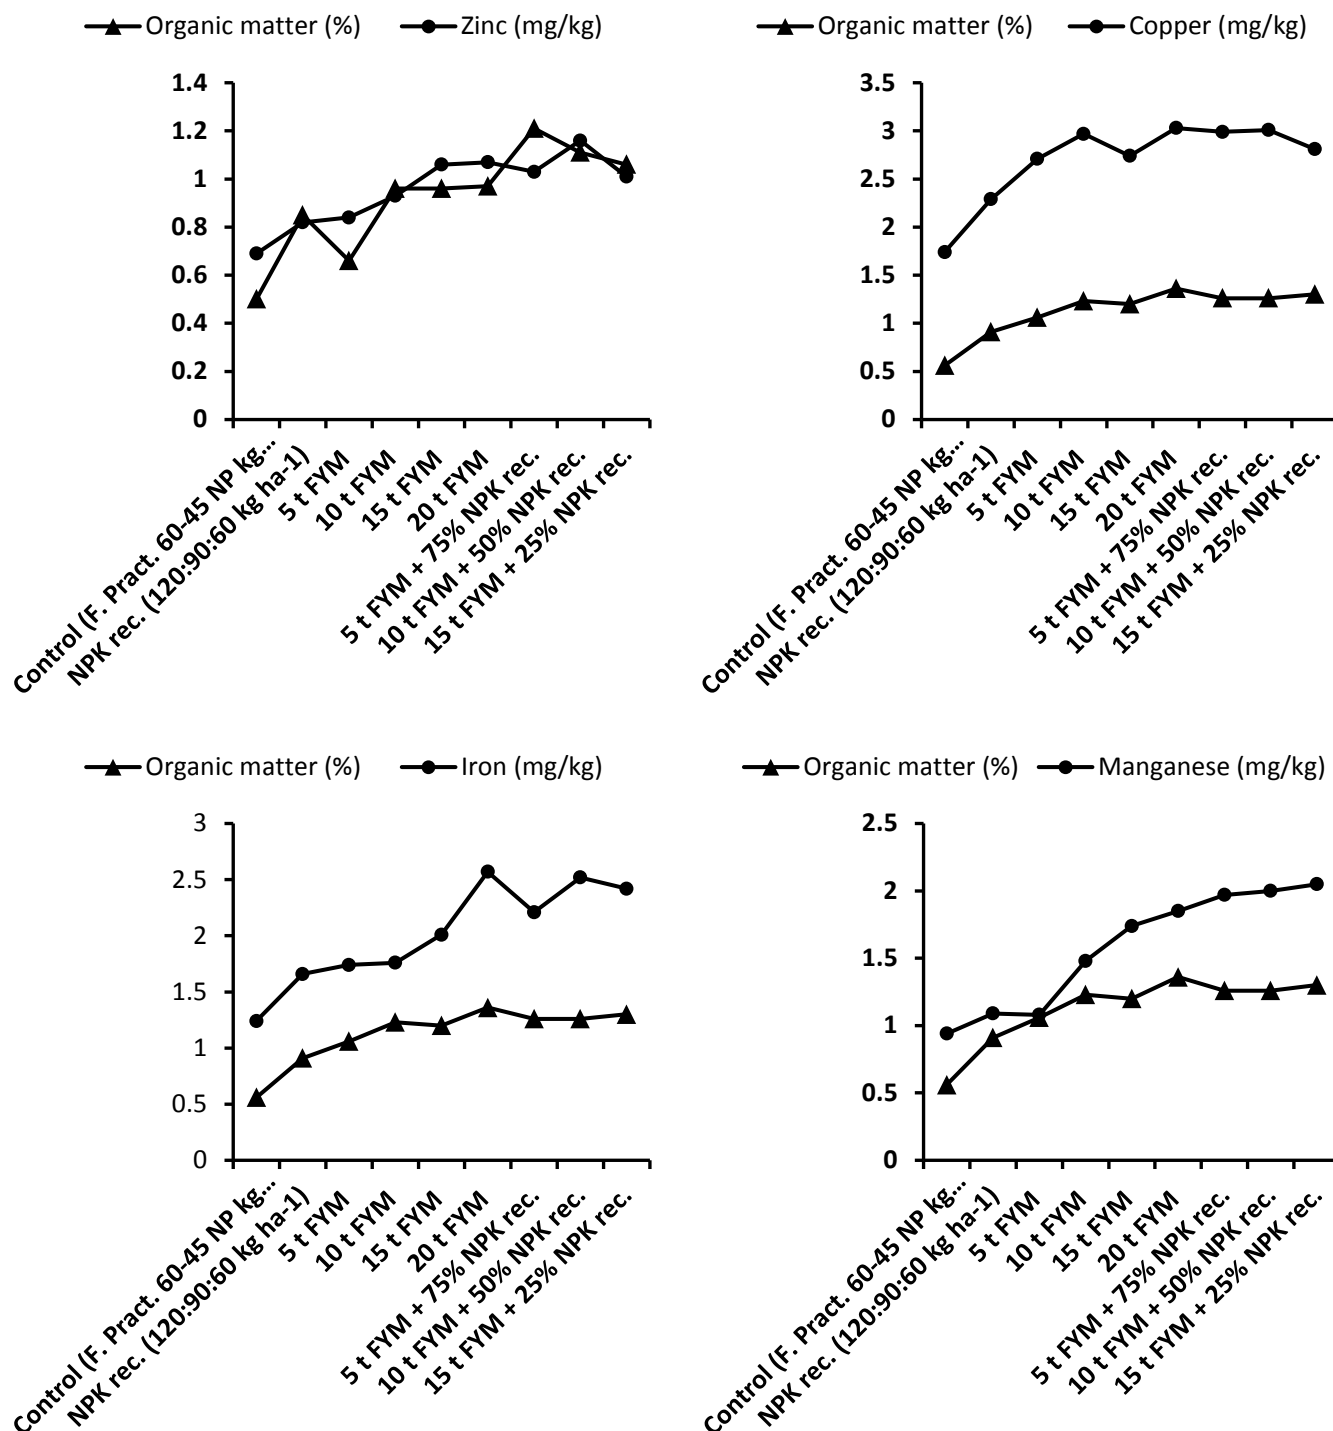 Organic matter (%) Zinc (mg/kg)
1.4
1.2
1
0.8
0.6
0.4
0.2
0
Control (F. Pract. 60-45 NP kg...
NPK rec. (120:90:60 kg ha-1)
5 t FYM
10 t FYM
15 t FYM
20 t FYM
5 t FYM + 75% NPK rec.
10 t FYM + 50% NPK rec.
15 t FYM + 25% NPK rec.
Organic matter (%) Copper (mg/kg)
3.5
3
2.5
2
1.5
1
0.5
0
Control (F. Pract. 60-45 NP kg...
NPK rec. (120:90:60 kg ha-1)
5 t FYM
10 t FYM
15 t FYM
20 t FYM
5 t FYM + 75% NPK rec.
10 t FYM + 50% NPK rec.
15 t FYM + 25% NPK rec.
Organic matter (%) Iron (mg/kg)
3
2.5
2
1.5
1
0.5
0
Control (F. Pract. 60-45 NP kg...
NPK rec. (120:90:60 kg ha-1)
5 t FYM
10 t FYM
15 t FYM
20 t FYM
5 t FYM + 75% NPK rec.
10 t FYM + 50% NPK rec.
15 t FYM + 25% NPK rec.
Organic matter (%) Manganese (mg/kg)
2.5
2
1.5
1
0.5
0
Control (F. Pract. 60-45 NP kg...
NPK rec. (120:90:60 kg ha-1)
5 t FYM
10 t FYM
15 t FYM
20 t FYM
5 t FYM + 75% NPK rec.
10 t FYM + 50% NPK rec.
15 t FYM + 25% NPK rec.